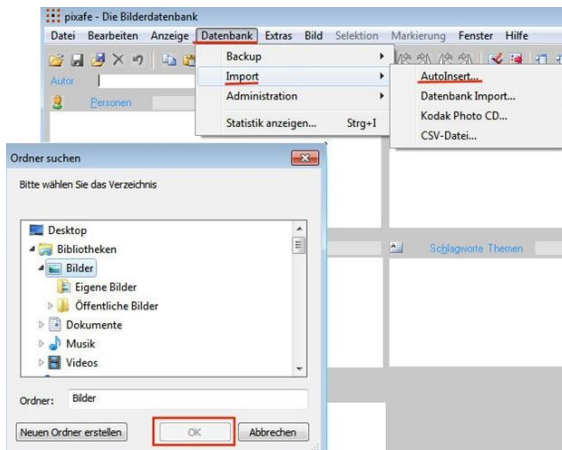 pixafe - Die Bilderdatenbank
Datei Bearbeiten Anzeige Datenbank Extras Bild Selektion Markierung Fenster Hilfe
Backup
Import
Administration
Statistik anzeigen... Strg+I
AutoInsert...
Datenbank Import...
Kodak Photo CD...
CSV-Datei...
Autor
Personen
Schlagworte Themen
Ordner suchen
Bitte wählen Sie das Verzeichnis
Desktop
Bibliotheken
Bilder
Eigene Bilder
Öffentliche Bilder
Dokumente
Musik
Videos
Ordner: Bilder
Neuen Ordner erstellen OK Abbrechen